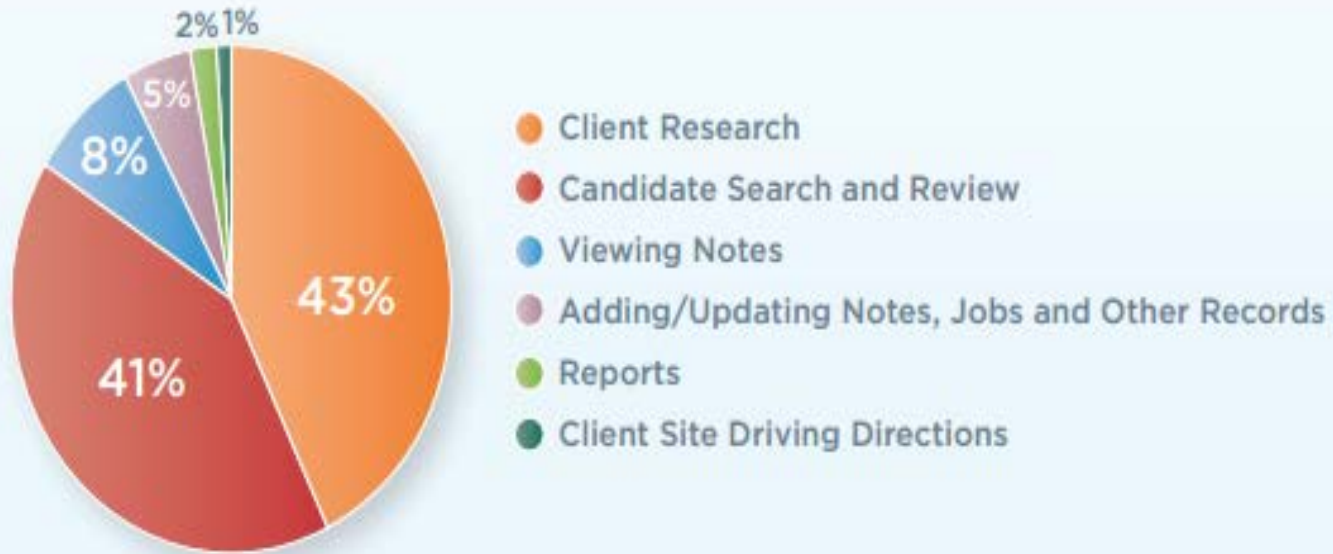 2% 1%
5%
8%
43%
41%
Client Research
Candidate Search and Review
Viewing Notes
Adding/Updating Notes, Jobs and Other Records
Reports
Client Site Driving Directions